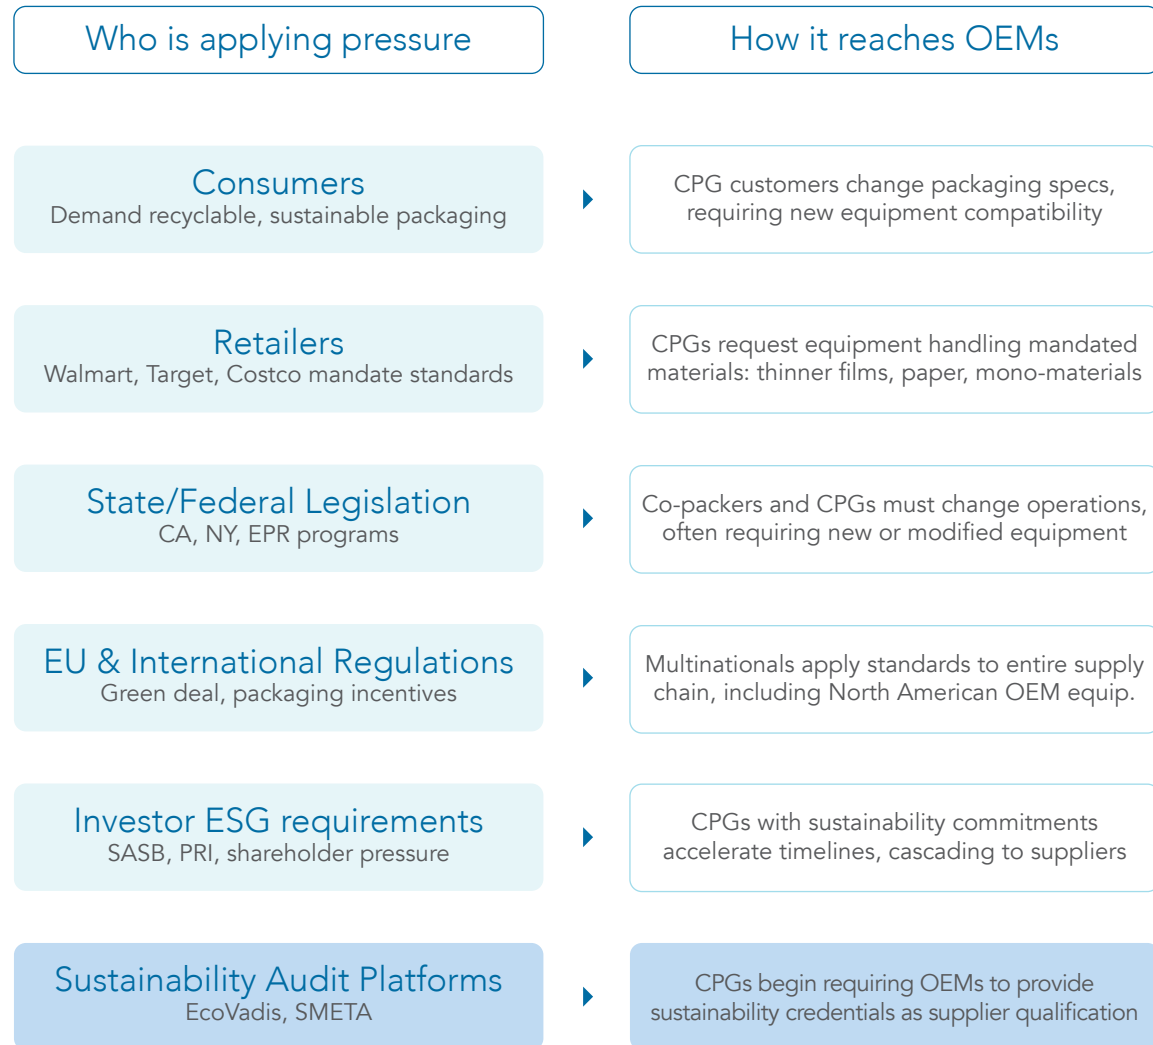 Who is applying pressure
How it reaches OEMs
Consumers
Demand recyclable, sustainable packaging
CPG customers change packaging specs,
requiring new equipment compatibility
Retailers
Walmart, Target, Costco mandate standards
CPGs request equipment handling mandated
materials: thinner films, paper, mono-materials
State/Federal Legislation
CA, NY, EPR programs
Co-packers and CPGs must change operations,
often requiring new or modified equipment
EU & International Regulations
Green deal, packaging incentives
Multinationals apply standards to entire supply
chain, including North American OEM equip.
Investor ESG requirements
SASB, PRI, shareholder pressure
CPGs with sustainability commitments
accelerate timelines, cascading to suppliers
Sustainability Audit Platforms
EcoVadis, SMETA
CPGs begin requiring OEMs to provide
sustainability credentials as supplier qualification